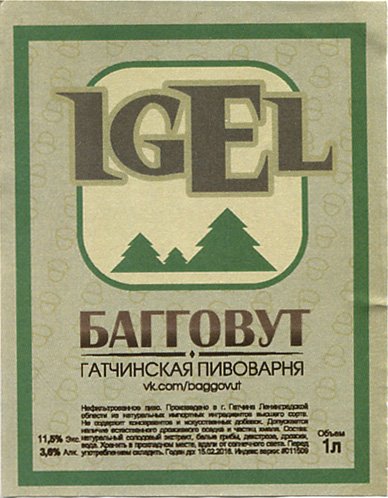 IGEL
БАГГОВУТ
ГАТЧИНСКАЯ ПИВОВАРНЯ
vk.com/baggovut
Нефильтрованное пиво. Произведено в г. Гатчина Ленинградской
области из натуральных импортных ингредиентов высшего сорта.
Не содержит консервантов и искусственных добавок. Допускается
наличие естественного дрожжевого осадка и частиц хмеля. Состав:
11,5% Экс. натуральный солодовый экстракт, белые грибы, декстроза, дрожжи,
вода. Хранить в прохладном месте, вдали от солнечного света. Перед
3,8% Алк. употреблением охладить. Годен до: 15.02.2016. Индекс варки: #011509
Объем
1л